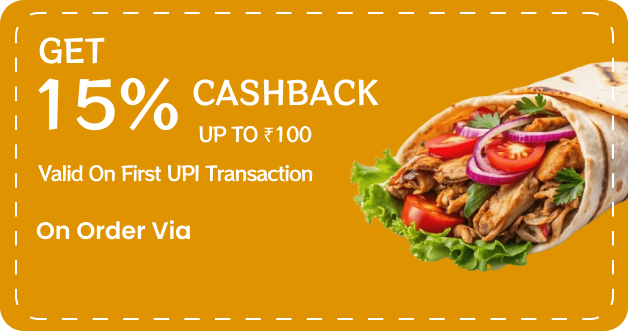 GET
15% CASHBACK
UP TO ₹100
Valid On First UPI Transaction
On Order Via